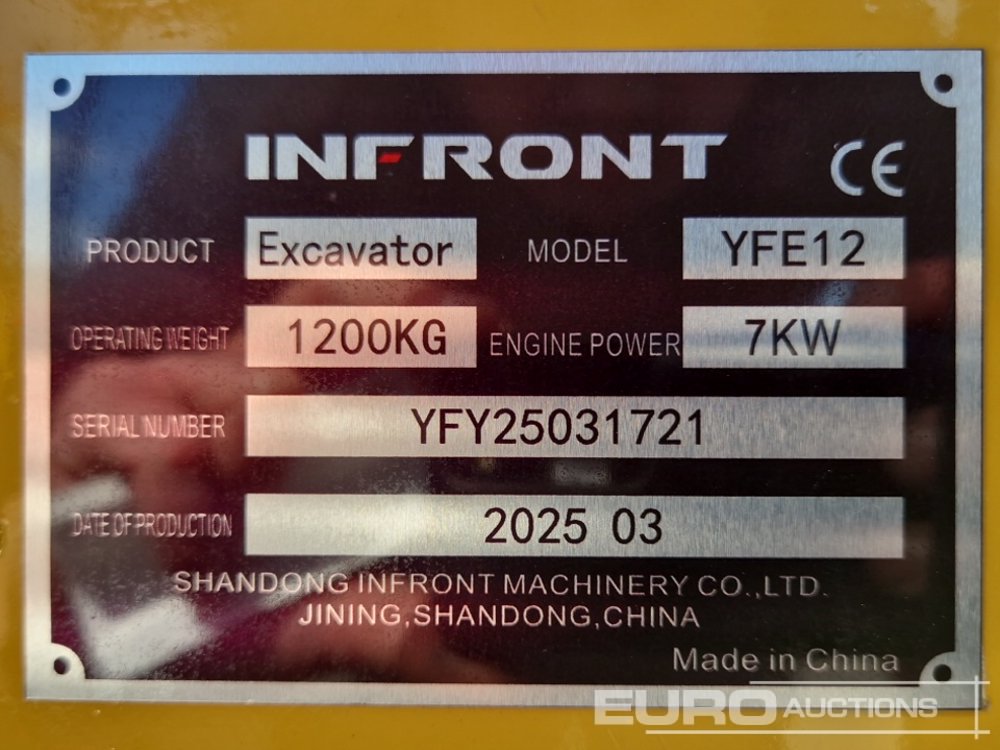 INFRONT CE
PRODUCT Excavator MODEL YFE12
OPERATING WEIGHT 1200KG ENGINE POWER 7KW
SERIAL NUMBER YFY25031721
DATE OF PRODUCTION 2025 03
SHANDONG INFRONT MACHINERY CO.,LTD.
JINING,SHANDONG,CHINA
Made in China
EURO AUCTIONS